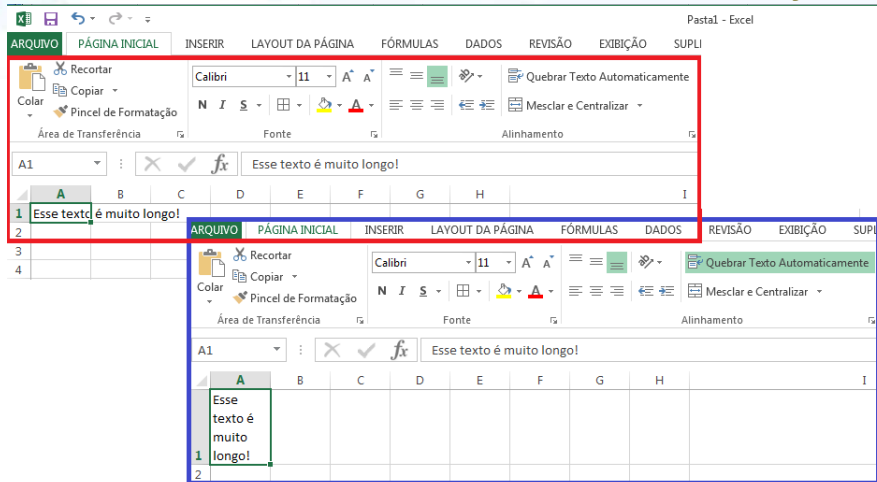 Pasta1 - Excel
ARQUIVO PÁGINA INICIAL INSERIR LAYOUT DA PÁGINA FÓRMULAS DADOS REVISÃO EXIBIÇÃO SUPL
Recortar
Copiar
Pincel de Formatação
Colar
Área de Transferência
Calibri 11 A A
N I S A
Fonte
Quebrar Texto Automaticamente
Mesclar e Centralizar
Alinhamento
A1 fx Esse texto é muito longo!
A B C D E F G H I
1 Esse texto é muito longo!
2
3
4
ARQUIVO PÁGINA INICIAL INSERIR LAYOUT DA PÁGINA FÓRMULAS DADOS REVISÃO EXIBIÇÃO SUPL
Recortar
Copiar
Pincel de Formatação
Colar
Área de Transferência
Calibri 11 A A
N I S A
Fonte
Quebrar Texto Automaticamente
Mesclar e Centralizar
Alinhamento
A1 fx Esse texto é muito longo!
A B C D E F G H I
Esse
texto é
muito
1 longo!
2